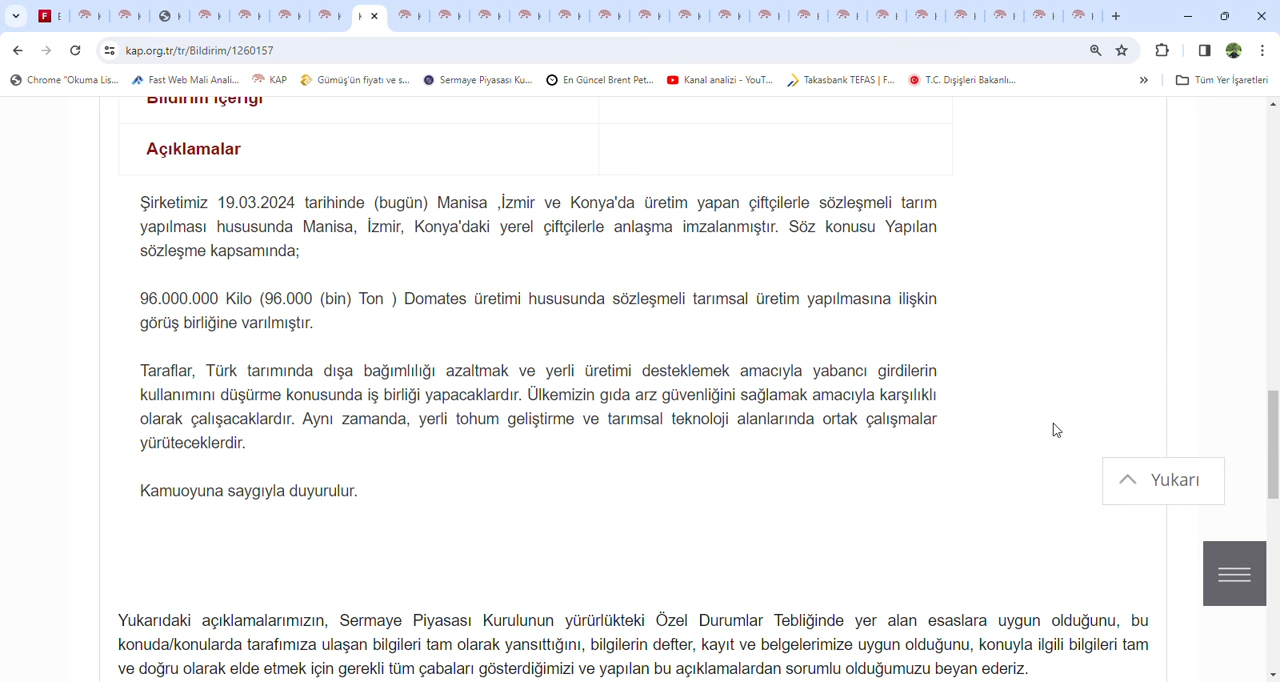 kap.org.tr/tr/Bildirim/1260157
Chrome "Okuma Lis...
Fast Web Mali Anali...
KAP
Gümüş'ün fiyatı ve s...
Sermaye Piyasası Ku...
En Güncel Brent Pet...
Kanal analizi - YouT...
Takasbank TEFAS | F...
T.C. Dışişleri Bakanlı...
»
Tüm Yer İşaretleri
Bildirim İçeriği
Açıklamalar
Şirketimiz 19.03.2024 tarihinde (bugün) Manisa ,İzmir ve Konya'da üretim yapan çiftçilerle sözleşmeli tarım
yapılması hususunda Manisa, İzmir, Konya'daki yerel çiftçilerle anlaşma imzalanmıştır. Söz konusu Yapılan
sözleşme kapsamında;
96.000.000 Kilo (96.000 (bin) Ton ) Domates üretimi hususunda sözleşmeli tarımsal üretim yapılmasına ilişkin
görüş birliğine varılmıştır.
Taraflar, Türk tarımında dışa bağımlılığı azaltmak ve yerli üretimi desteklemek amacıyla yabancı girdilerin
kullanımını düşürme konusunda iş birliği yapacaklardır. Ülkemizin gıda arz güvenliğini sağlamak amacıyla karşılıklı
olarak çalışacaklardır. Aynı zamanda, yerli tohum geliştirme ve tarımsal teknoloji alanlarında ortak çalışmalar
yürüteceklerdir.
Kamuoyuna saygıyla duyurulur.
Yukarı
Yukarıdaki açıklamalarımızın, Sermaye Piyasası Kurulunun yürürlükteki Özel Durumlar Tebliğinde yer alan esaslara uygun olduğunu, bu
konuda/konularda tarafımıza ulaşan bilgileri tam olarak yansıttığını, bilgilerin defter, kayıt ve belgelerimize uygun olduğunu, konuyla ilgili bilgileri tam
ve doğru olarak elde etmek için gerekli tüm çabaları gösterdiğimizi ve yapılan bu açıklamalardan sorumlu olduğumuzu beyan ederiz.